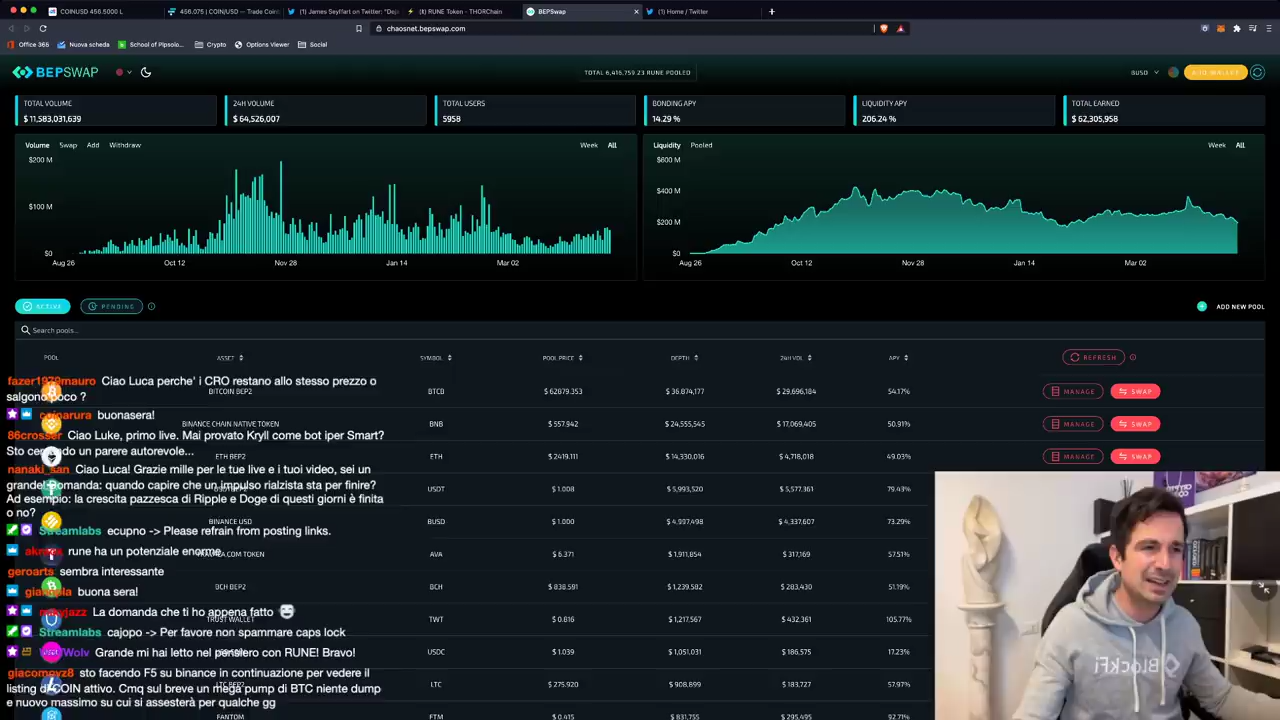 COINUSD 456.5000 L
456.075 | COINUSD — Trade Coin
(1) James Seyffart on Twitter: "Deja
(ᚱ) RUNE Token - THORChain
BEPSwap
(1) Home / Twitter
chaosnet.bepswap.com
Office 365
Nuova scheda
School of Pipsolo...
Crypto
Options Viewer
Social
BEPSWAP
TOTAL 6,416,759.23 RUNE POOLED
BUSD
ADD WALLET
TOTAL VOLUME
$ 11,583,031,639
24H VOLUME
$ 64,526,007
TOTAL USERS
5958
BONDING APY
14.29 %
LIQUIDITY APY
206.24 %
TOTAL EARNED
$ 62,305,958
Volume Swap Add Withdraw Week All
$200 M
$100 M
$0
Aug 26 Oct 12 Nov 28 Jan 14 Mar 02
Liquidity Pooled Week All
$600 M
$400 M
$200 M
$0
Aug 26 Oct 12 Nov 28 Jan 14 Mar 02
ACTIVE PENDING
ADD NEW POOL
Search pools...
POOL ASSET SYMBOL POOL PRICE DEPTH 24H VOL APY REFRESH
BITCOIN BEP2 BTCB $ 62879.353 $ 36,874,177 $ 29,696,184 54.17% MANAGE SWAP
BINANCE CHAIN NATIVE TOKEN BNB $ 557.942 $ 24,555,545 $ 17,069,405 50.91% MANAGE SWAP
ETH BEP2 ETH $ 2419.111 $ 14,330,016 $ 4,718,018 49.03% MANAGE SWAP
USDT $ 1.008 $ 5,993,520 $ 5,577,361 79.43% MANAGE SWAP
BINANCE USD BUSD $ 1.000 $ 4,997,498 $ 4,337,607 73.29%
.COM TOKEN AVA $ 6.371 $ 1,911,854 $ 317,169 57.51%
BCH BEP2 BCH $ 838.591 $ 1,239,582 $ 283,430 51.19%
TRUST WALLET TWT $ 0.816 $ 1,217,567 $ 432,361 105.77%
USDC $ 1.039 $ 1,051,031 $ 186,575 17.23%
LTC $ 275.920 $ 908,899 $ 183,727 57.97%
FANTOM FTM $ 0.415 $ 831,755 $ 295,495 92.71%
fazer1979mauro Ciao Luca perche' i CRO restano allo stesso prezzo o
salgono poco ?
coinarura buonasera!
86crosser Ciao Luke, primo live. Mai provato Kryll come bot iper Smart?
Sto cercando un parere autorevole...
nanaki_san Ciao Luca! Grazie mille per le tue live e i tuoi video, sei un
grande! domanda: quando capire che un impulso rialzista sta per finire?
Ad esempio: la crescita pazzesca di Ripple e Doge di questi giorni è finita
o no?
Streamlabs ecupno -> Please refrain from posting links.
rune ha un potenziale enorme
geroarts sembra interessante
buona sera!
La domanda che ti ho appena fatto
Streamlabs cajopo -> Per favore non spammare caps lock
Grande mi hai letto nel pensiero con RUNE! Bravo!
giacomoyz8 sto facendo F5 su binance in continuazione per vedere il
listing di COIN attivo. Cmq sul breve un mega pump di BTC niente dump
e nuovo massimo su cui si assesterà per qualche gg
BlockFi